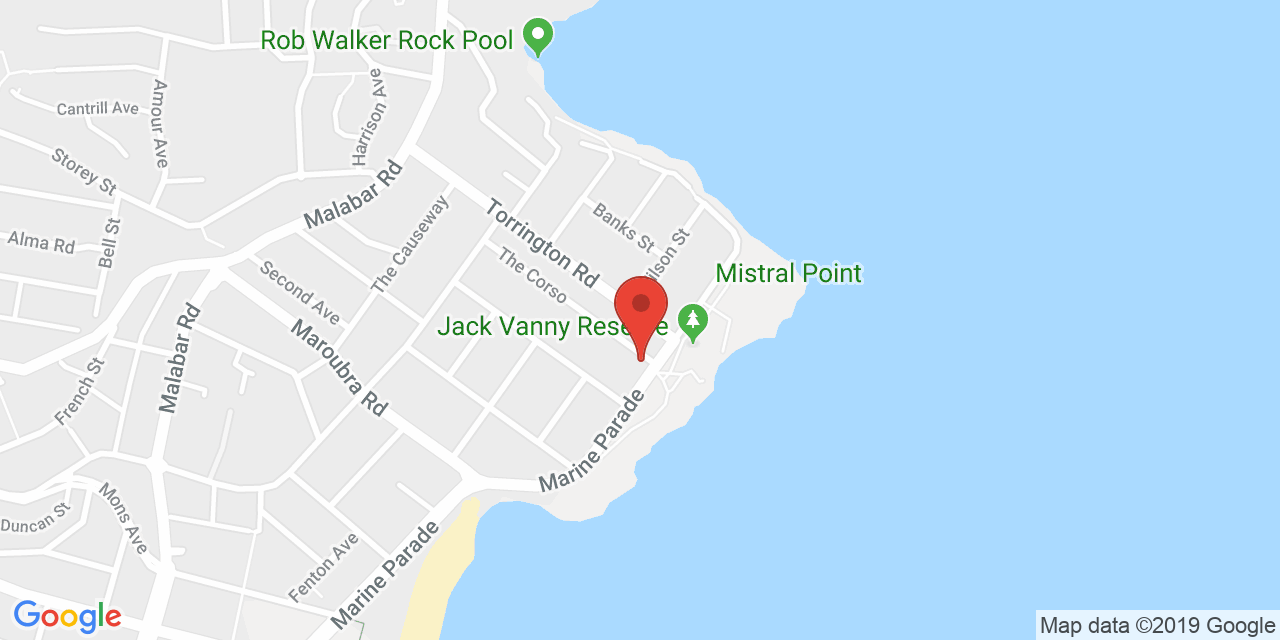 Rob Walker Rock Pool
Cantrill Ave
Amour Ave
Harrison Ave
Storey St
Malabar Rd
Bell St
Alma Rd
The Causeway
Torrington Rd
Banks St
The Corso
Second Ave
Mistral Point
Jack Vanny
Malabar Rd
Maroubra Rd
French St
Marine Parade
Mons Ave
Duncan St
Fenton Ave
Marine Parade
Google
Map data ©2019 Google